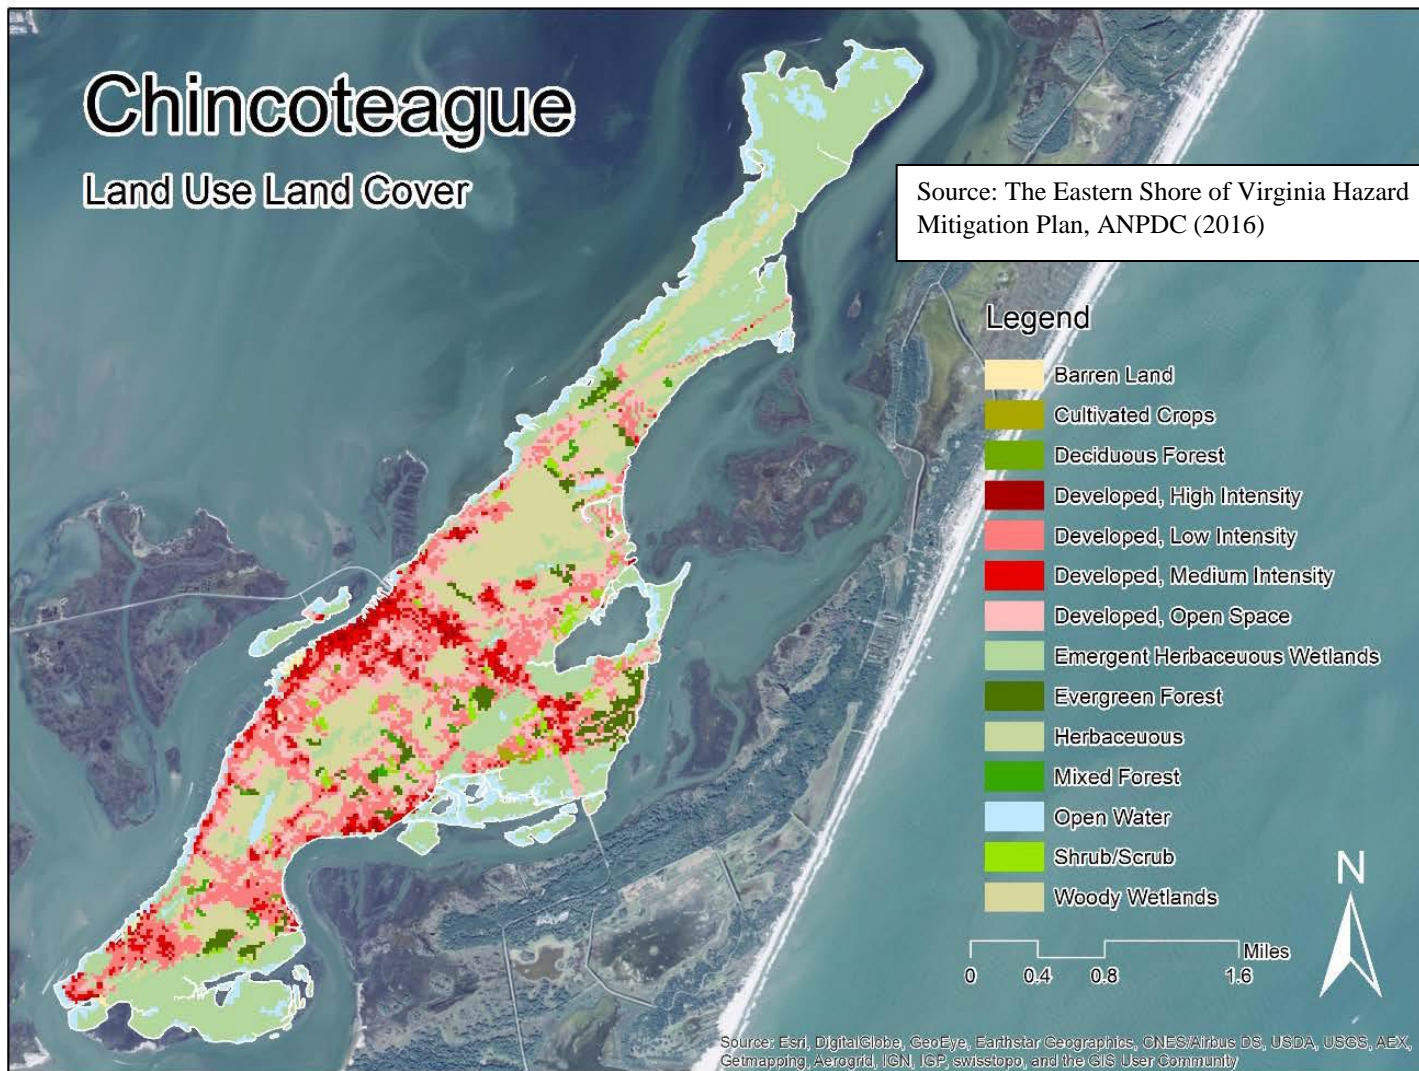 Chincoteague
Land Use Land Cover
Source: The Eastern Shore of Virginia Hazard
Mitigation Plan, ANPDC (2016)
Legend
Barren Land
Cultivated Crops
Deciduous Forest
Developed, High Intensity
Developed, Low Intensity
Developed, Medium Intensity
Developed, Open Space
Emergent Herbaceuous Wetlands
Evergreen Forest
Herbaceuous
Mixed Forest
Open Water
Shrub/Scrub
Woody Wetlands
N
Miles
0 0.4 0.8 1.6
Source: Esri, DigitalGlobe, GeoEye, Earthstar Geographics, CNES/Airbus DS, USDA, USGS, AEX,
Getmapping, Aerogrid, IGN, IGP, swisstopo, and the GIS User Community